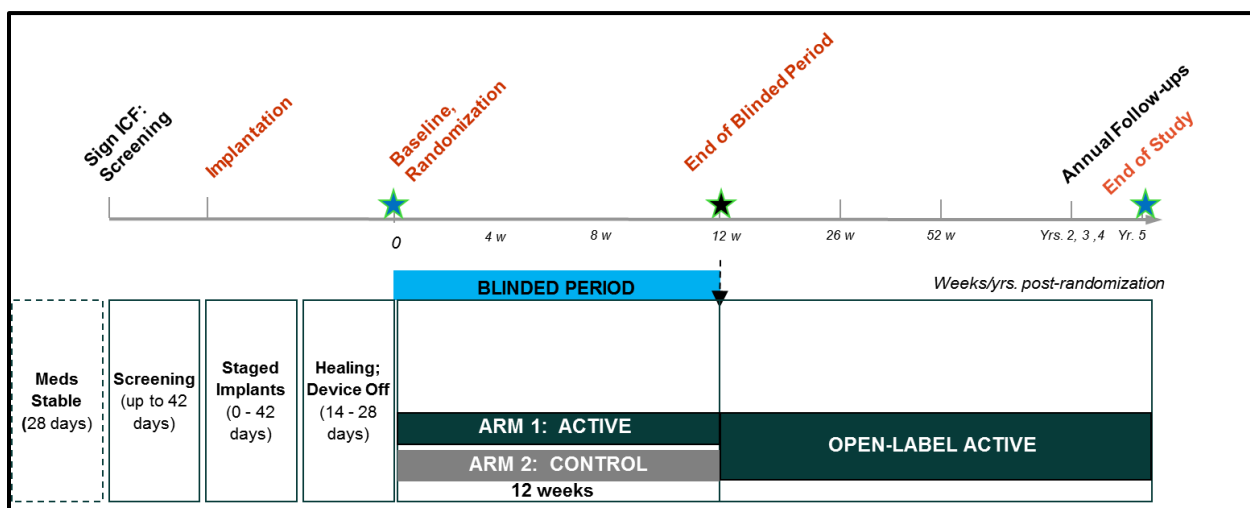 Sign ICF:
Screening
Implantation
Baseline,
Randomization
End of Blinded Period
Annual Follow-ups
End of Study
0
4 w
8 w
12 w
26 w
52 w
Yrs. 2, 3 ,4
Yr. 5
BLINDED PERIOD
Weeks/yrs. post-randomization
Meds
Stable
(28 days)
Screening
(up to 42
days)
Staged
Implants
(0 - 42
days)
Healing;
Device Off
(14 - 28
days)
ARM 1: ACTIVE
ARM 2: CONTROL
12 weeks
OPEN-LABEL ACTIVE